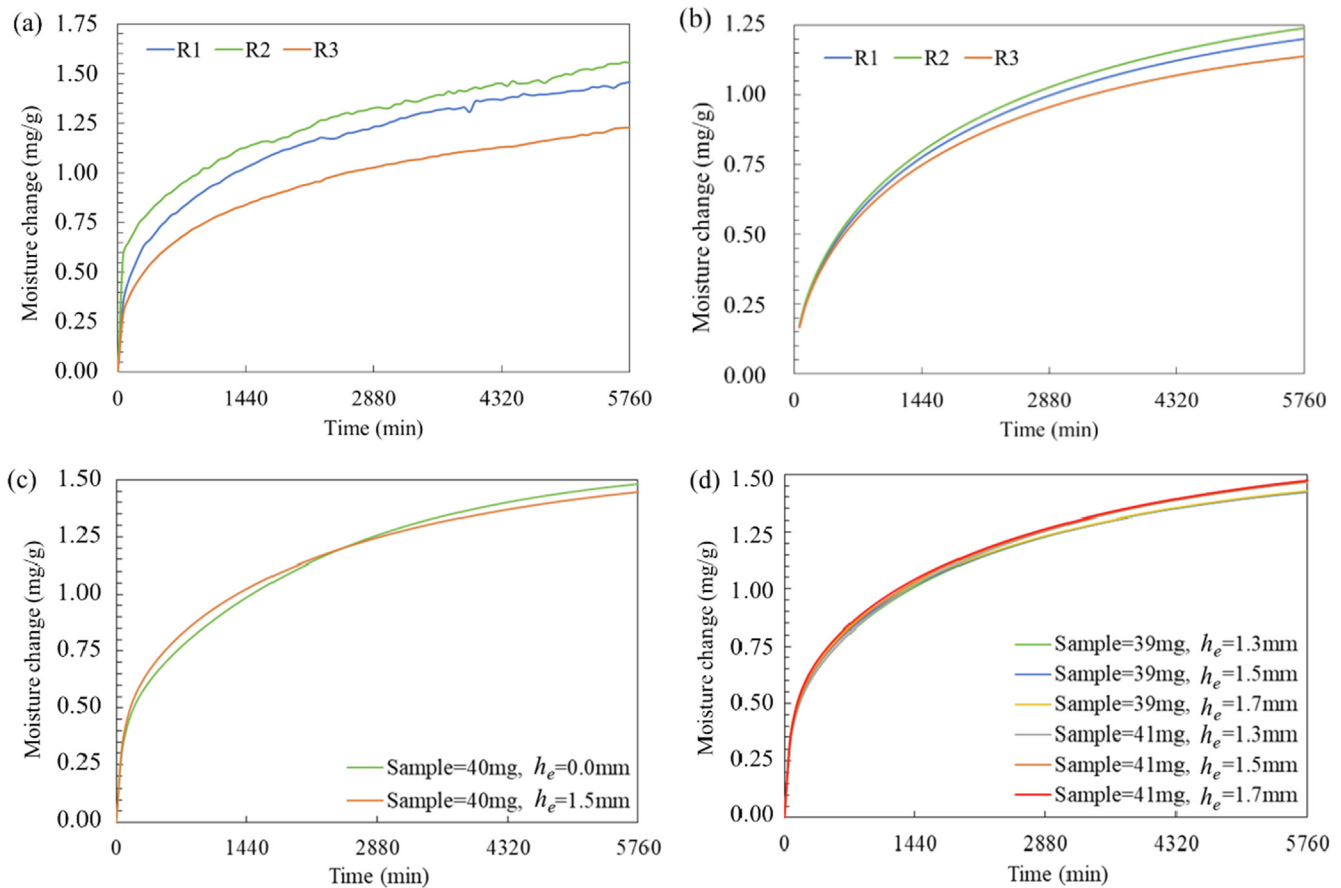 (a)
R1 R2 R3
Moisture change (mg/g)
1.75
1.50
1.25
1.00
0.75
0.50
0.25
0.00
0 1440 2880 4320 5760
Time (min)
(b)
R1 R2 R3
Moisture change (mg/g)
1.25
1.00
0.75
0.50
0.25
0.00
0 1440 2880 4320 5760
Time (min)
(c)
Moisture change (mg/g)
1.50
1.25
1.00
0.75
0.50
0.25
0.00
Sample=40mg, he=0.0mm
Sample=40mg, he=1.5mm
0 1440 2880 4320 5760
Time (min)
(d)
Moisture change (mg/g)
1.50
1.25
1.00
0.75
0.50
0.25
0.00
Sample=39mg, he=1.3mm
Sample=39mg, he=1.5mm
Sample=39mg, he=1.7mm
Sample=41mg, he=1.3mm
Sample=41mg, he=1.5mm
Sample=41mg, he=1.7mm
0 1440 2880 4320 5760
Time (min)